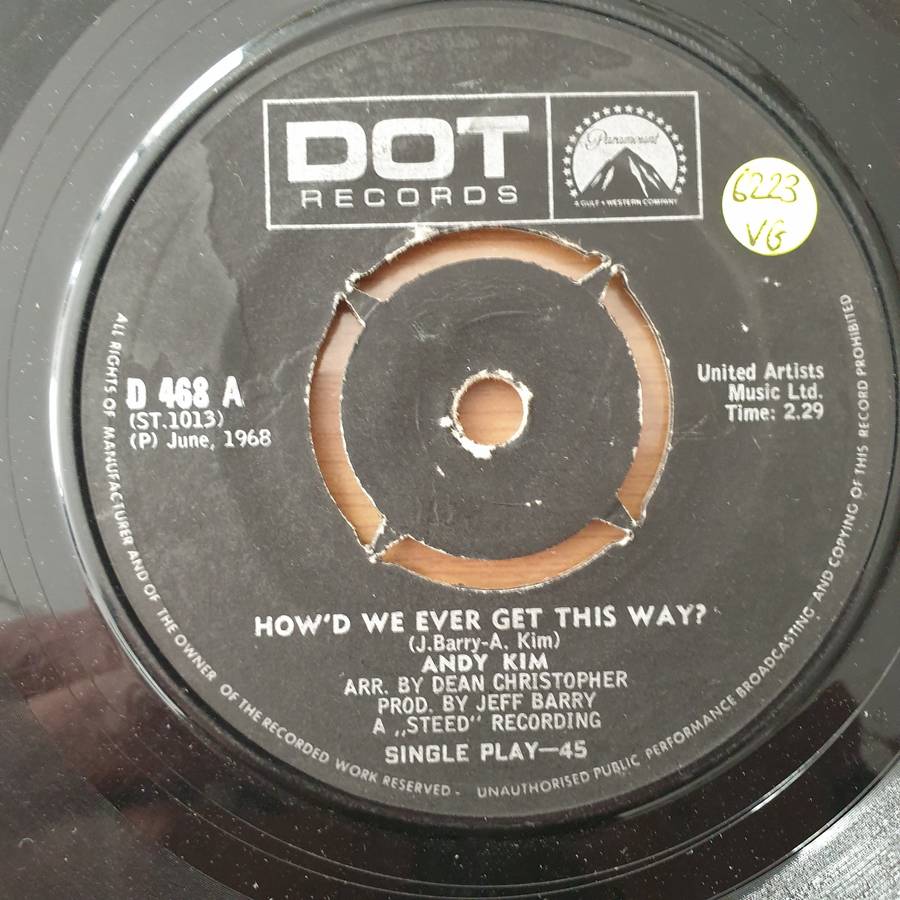 DOT
RECORDS
Paramount
A GULF + WESTERN COMPANY
6223
VG
D 468 A
(ST.1013)
(P) June, 1968
United Artists
Music Ltd.
Time: 2.29
HOW'D WE EVER GET THIS WAY?
(J.Barry-A. Kim)
ANDY KIM
ARR. BY DEAN CHRISTOPHER
PROD. BY JEFF BARRY
A „STEED" RECORDING
SINGLE PLAY—45
ALL RIGHTS OF MANUFACTURER AND OF THE OWNER OF THE RECORDED WORK RESERVED - UNAUTHORISED PUBLIC PERFORMANCE BROADCASTING AND COPYING OF THIS RECORD PROHIBITED